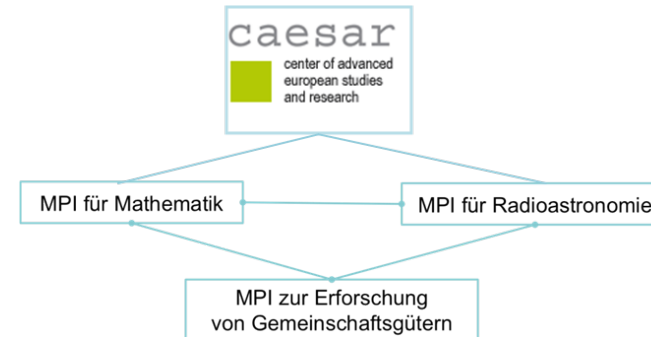 caesar
center of advanced
european studies
and research
MPI für Mathematik
MPI für Radioastronomie
MPI zur Erforschung
von Gemeinschaftsgütern